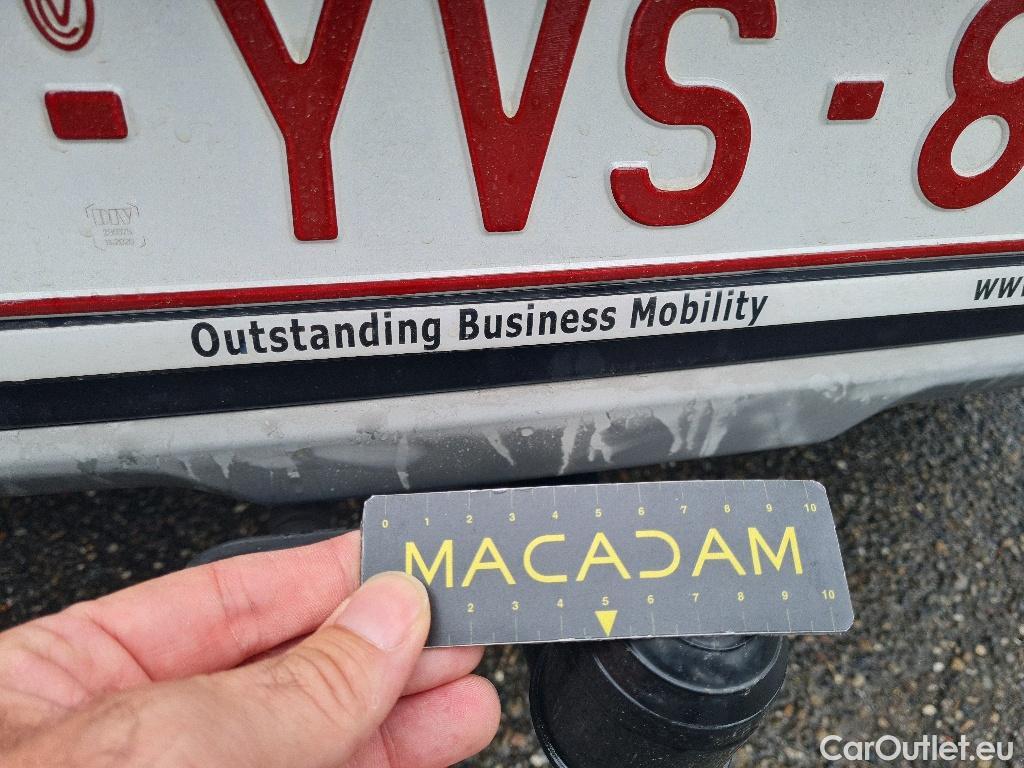 -YVS-8
Outstanding Business Mobility
0 1 2 3 4 5 6 7 8 9 10
MACADAM
2 3 4 5 6 7 8 9 10
CarOutlet.eu